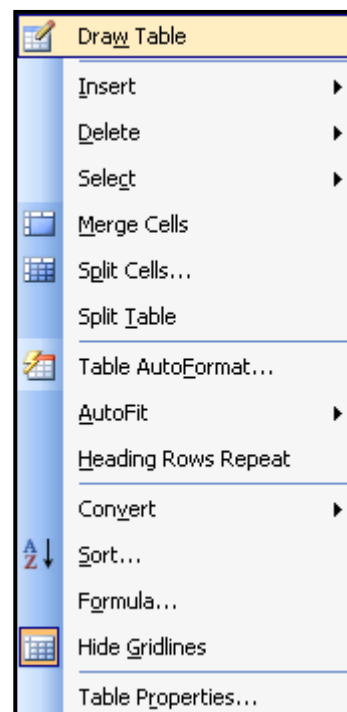 Draw Table
Insert
Delete
Select
Merge Cells
Split Cells...
Split Table
Table AutoFormat...
AutoFit
Heading Rows Repeat
Convert
A
Z
Sort...
Formula...
Hide Gridlines
Table Properties...